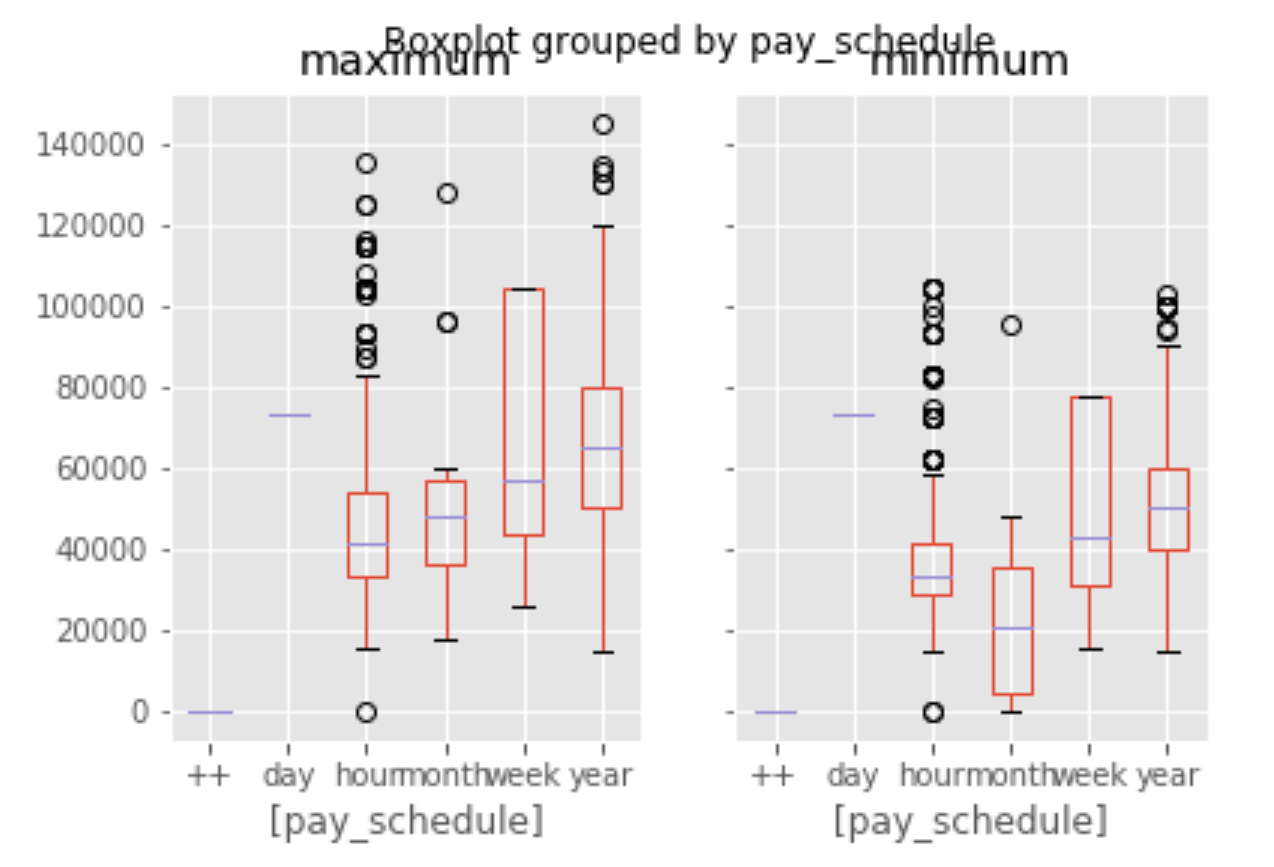 Boxplot grouped by pay_schedule
maximum
minimum
140000
120000
100000
80000
60000
40000
20000
0
++ day hour month week year
++ day hour month week year
[pay_schedule]
[pay_schedule]